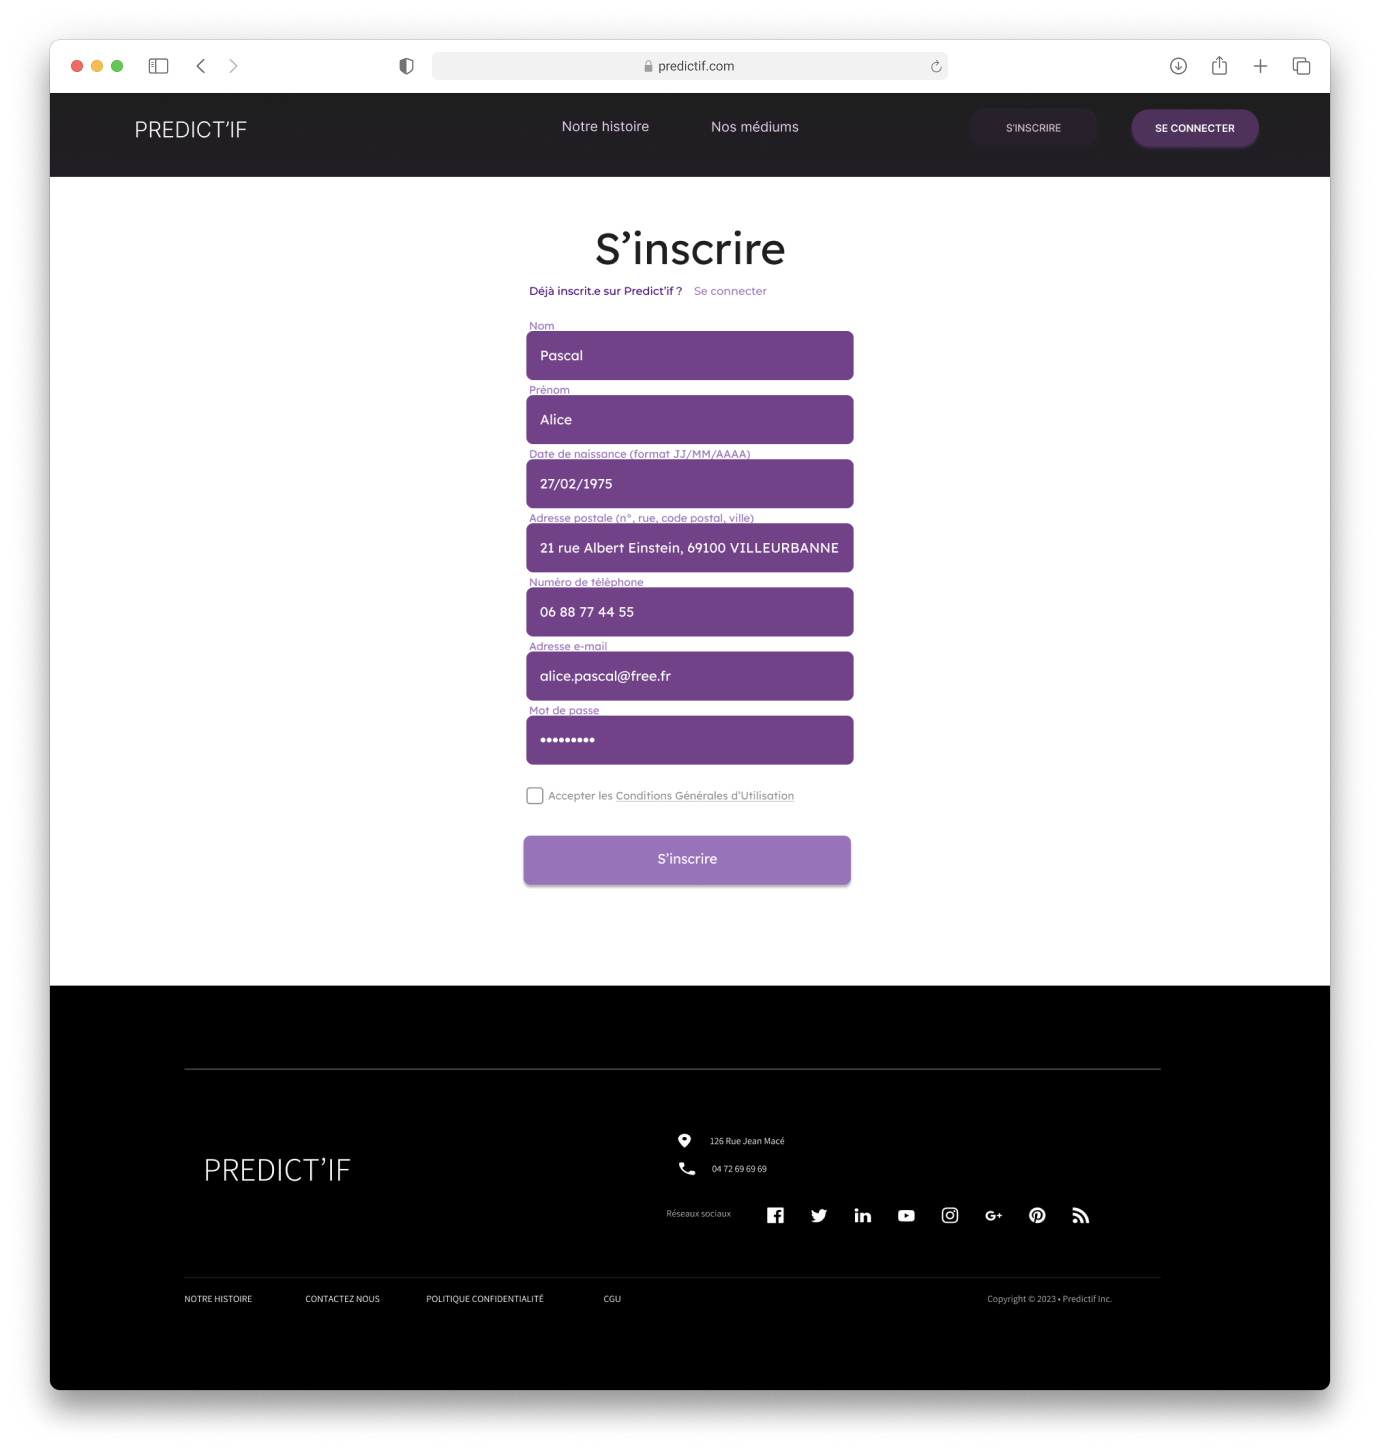 predictif.com
PREDICT'IF
Notre histoire
Nos médiums
S'INSCRIRE
SE CONNECTER
S'inscrire
Déjà inscrit.e sur Predict'if ? Se connecter
Nom
Pascal
Prénom
Alice
Date de naissance (format JJ/MM/AAAA)
27/02/1975
Adresse postale (n°, rue, code postal, ville)
21 rue Albert Einstein, 69100 VILLEURBANNE
Numéro de téléphone
06 88 77 44 55
Adresse e-mail
alice.pascal@free.fr
Mot de passe
•••••••••
Accepter les Conditions Générales d'Utilisation
S'inscrire
126 Rue Jean Macé
PREDICT'IF
04 72 69 69 69
Réseaux sociaux
NOTRE HISTOIRE
CONTACTEZ NOUS
POLITIQUE CONFIDENTIALITÉ
CGU
Copyright © 2023 • Predictif Inc.